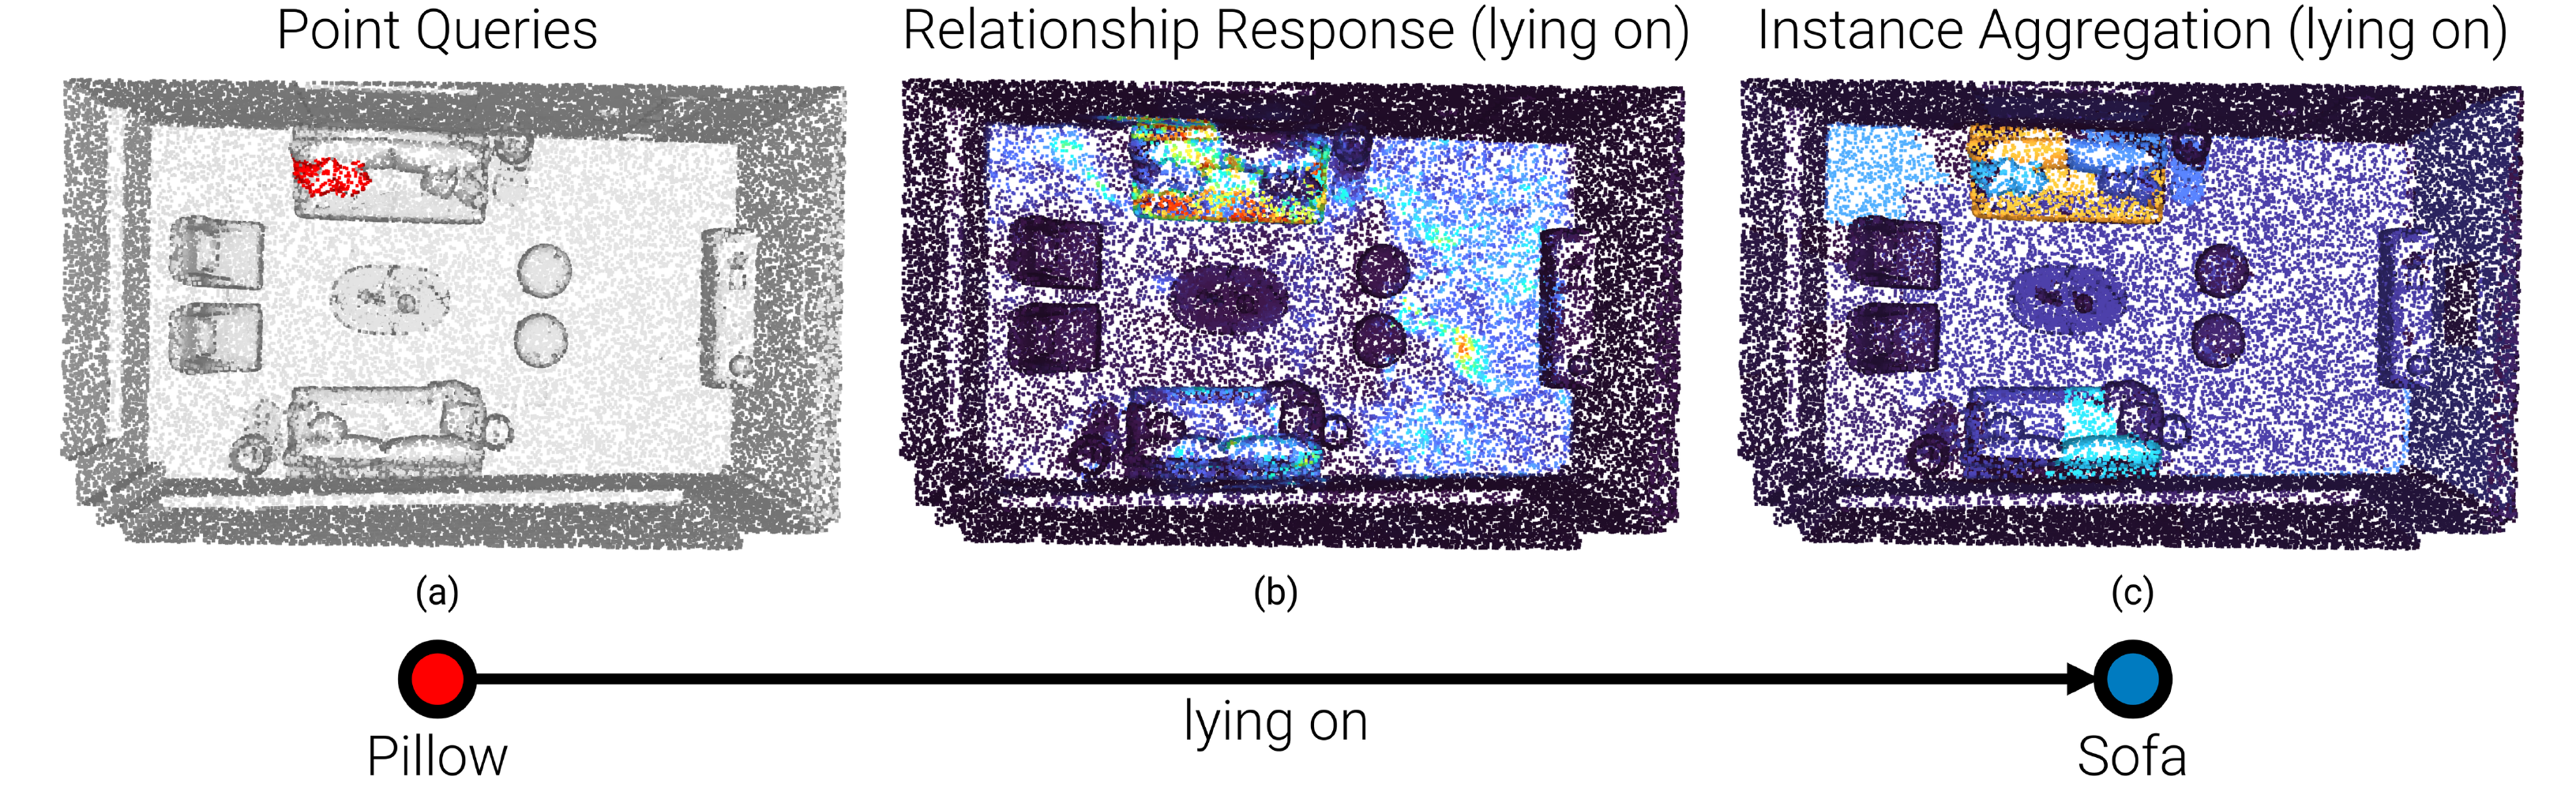 Point Queries
Relationship Response (lying on)
Instance Aggregation (lying on)
(a)
(b)
(c)
lying on
Pillow
Sofa